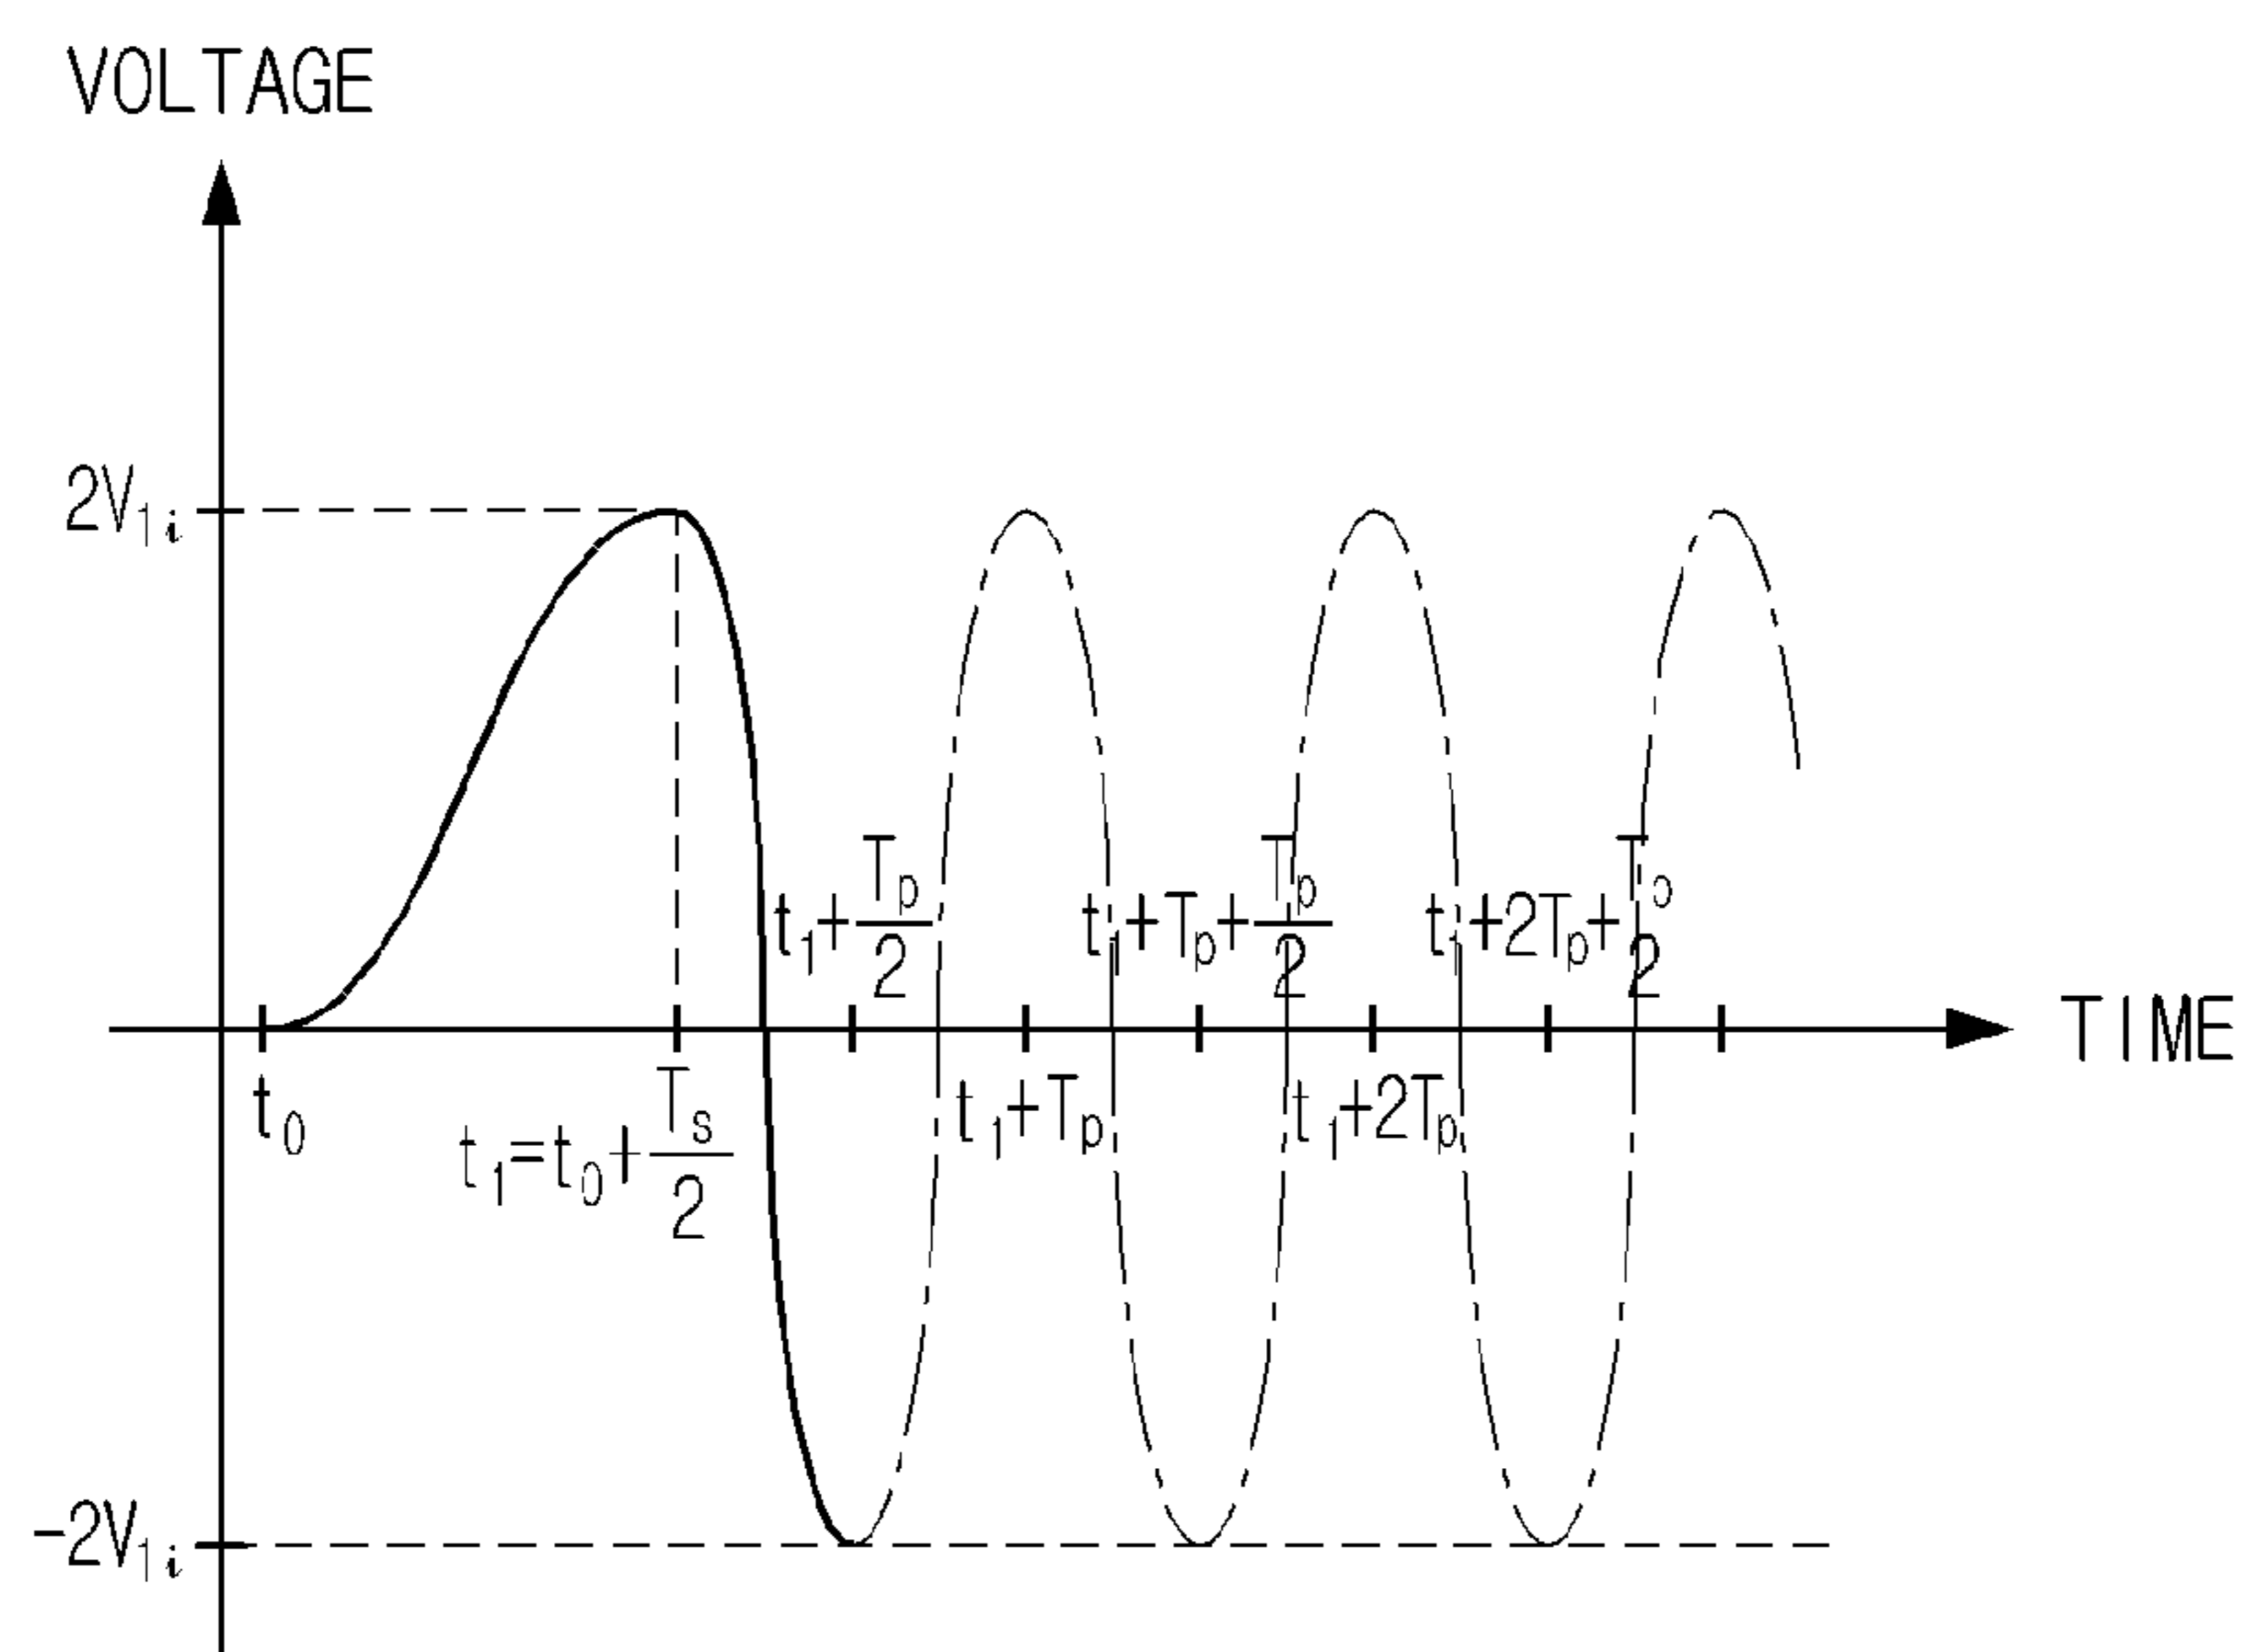 VOLTAGE
2V1i
t1+Tp/2
t1+Tp+Tp/2
t1+2Tp+Tp/2
TIME
t0
t1=t0+Ts/2
t1+Tp
t1+2Tp
-2V1i